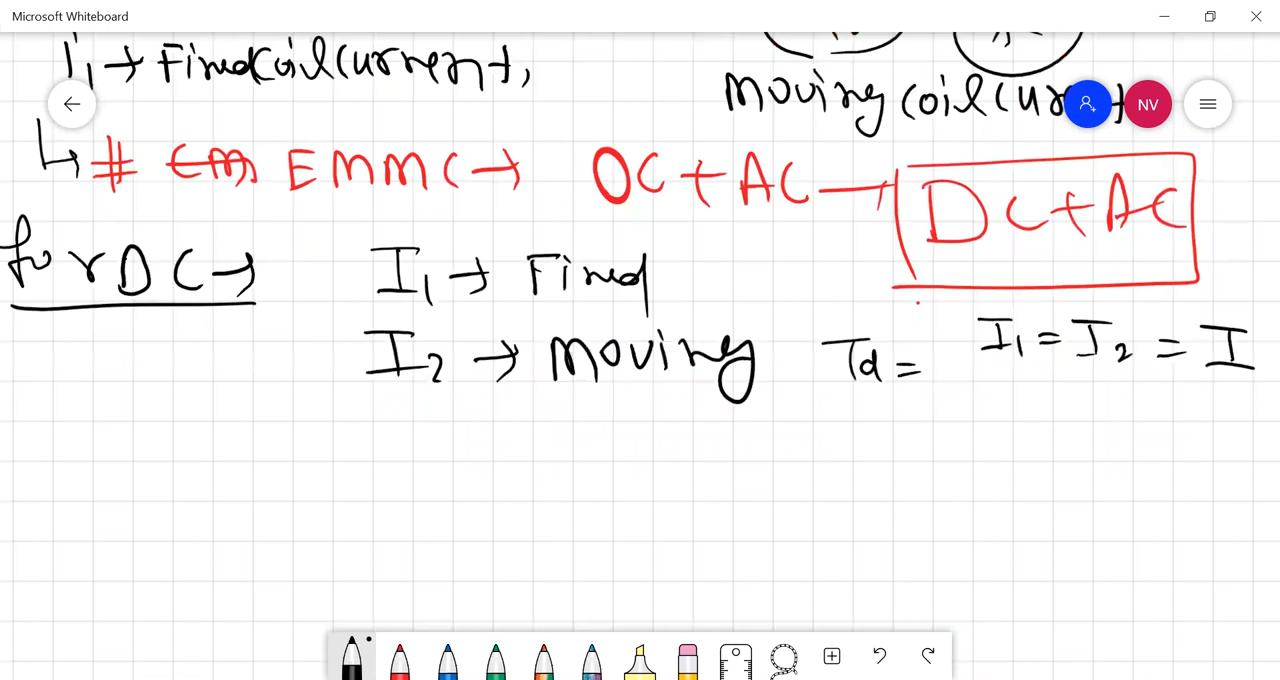 Microsoft Whiteboard
I1 → Fixed coil current,
Moving coil current
NV
↳ # EMMC → DC + AC → DC + AC
for DC → I1 → Fixed
I2 → Moving Td = I1 = I2 = I